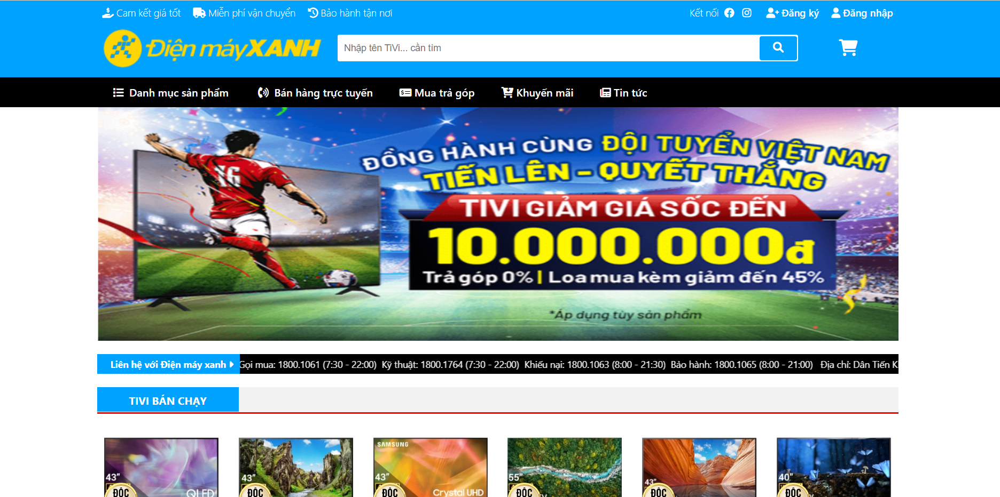 Cam kết giá tốt Miễn phí vận chuyển Bảo hành tận nơi Kết nối Đăng ký Đăng nhập
Điện máy XANH
Nhập tên TiVi... cần tìm
Danh mục sản phẩm Bán hàng trực tuyến Mua trả góp Khuyến mãi Tin tức
16
ĐỒNG HÀNH CÙNG ĐỘI TUYỂN VIỆT NAM
TIẾN LÊN – QUYẾT THẮNG
TIVI GIẢM GIÁ SỐC ĐẾN
10.000.000đ
Trả góp 0% | Loa mua kèm giảm đến 45%
*Áp dụng tùy sản phẩm
Liên hệ với Điện máy xanh Gọi mua: 1800.1061 (7:30 - 22:00) Kỹ thuật: 1800.1764 (7:30 - 22:00) Khiếu nại: 1800.1063 (8:00 - 21:30) Bảo hành: 1800.1065 (8:00 - 21:00) Địa chỉ: Dân Tiến
TIVI BÁN CHẠY
SAMSUNG
43” 43” 43” 55” 43” 40”
ĐỘC QLED ĐỘC ĐỘC Crystal UHD ĐỘC ĐỘC ĐỘC